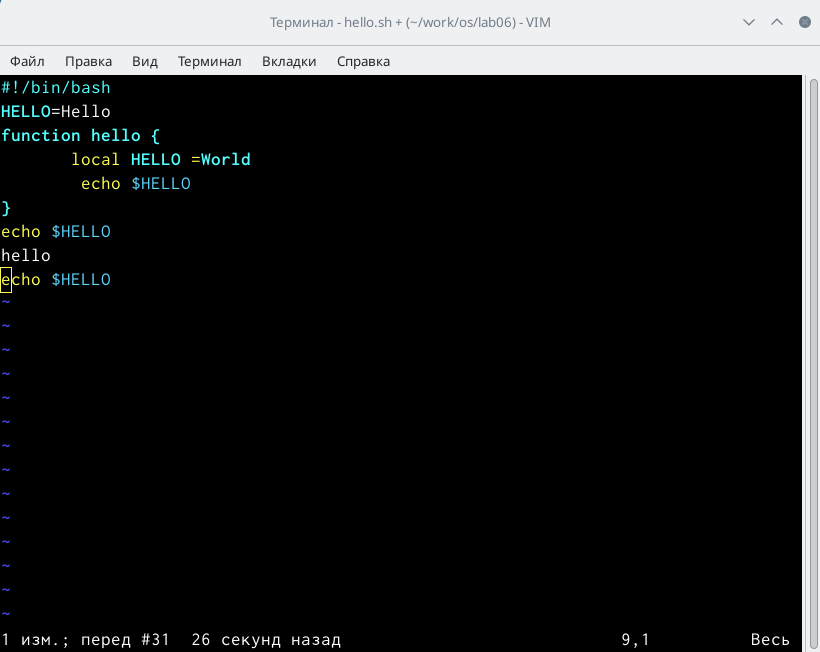 Терминал - hello.sh + (~/work/os/lab06) - VIM
Файл Правка Вид Терминал Вкладки Справка
#!/bin/bash
HELLO=Hello
function hello {
       local HELLO =World
        echo $HELLO
}
echo $HELLO
hello
echo $HELLO
~
~
~
~
~
~
~
~
~
~
~
~
~
~
1 изм.; перед #31  26 секунд назад 9,1 Весь